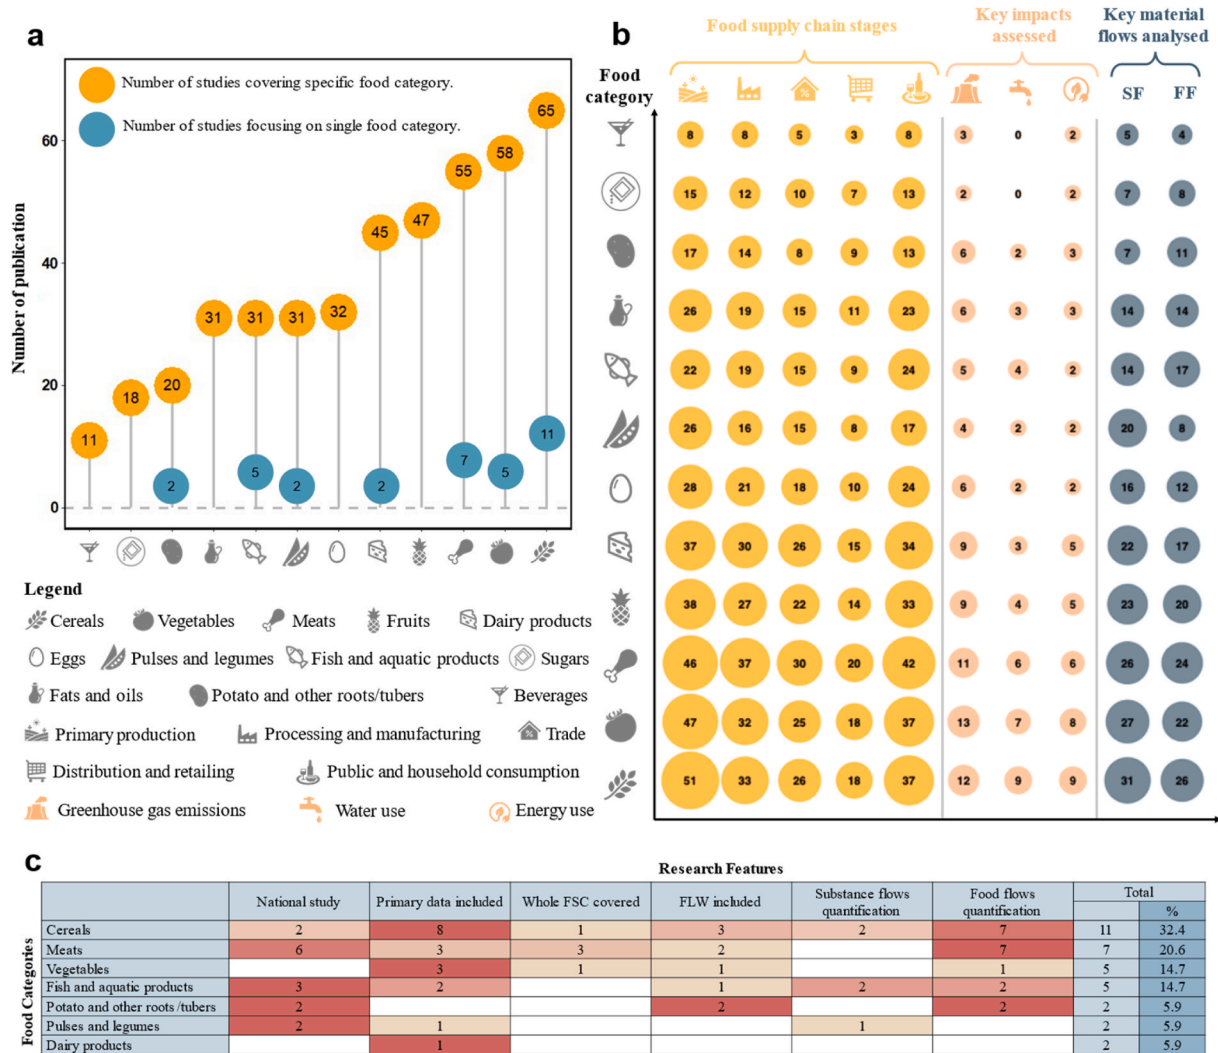 a
Number of studies covering specific food category.
Number of studies focusing on single food category.
Number of publication
60
40
20
0
11
18
20
31
31
31
32
45
47
55
58
65
2
5
2
2
7
5
11
Legend
Cereals Vegetables Meats Fruits Dairy products
Eggs Pulses and legumes Fish and aquatic products Sugars
Fats and oils Potato and other roots/tubers Beverages
Primary production Processing and manufacturing Trade
Distribution and retailing Public and household consumption
Greenhouse gas emissions Water use Energy use
b
Food supply chain stages
Key impacts
assessed
Key material
flows analysed
Food
category
%
SF FF
8 8 5 3 8 3 0 2 5 4
15 12 10 7 13 2 0 2 7 8
17 14 8 9 13 6 2 3 7 11
26 19 15 11 23 6 3 3 14 14
22 19 15 9 24 5 4 2 14 17
26 16 15 8 17 4 2 2 20 8
28 21 18 10 24 6 2 2 16 12
37 30 26 15 34 9 3 5 22 17
38 27 22 14 33 9 4 5 23 20
46 37 30 20 42 11 6 6 26 24
47 32 25 18 37 13 7 8 27 22
51 33 26 18 37 12 9 9 31 26
c
Research Features
Food Categories
National study Primary data included Whole FSC covered FLW included Substance flows quantification Food flows quantification Total
%
Cereals 2 8 1 3 2 7 11 32.4
Meats 6 3 3 2 7 7 20.6
Vegetables 3 1 1 1 5 14.7
Fish and aquatic products 3 2 1 2 2 5 14.7
Potato and other roots/tubers 2 2 2 2 5.9
Pulses and legumes 2 1 1 2 5.9
Dairy products 1 2 5.9